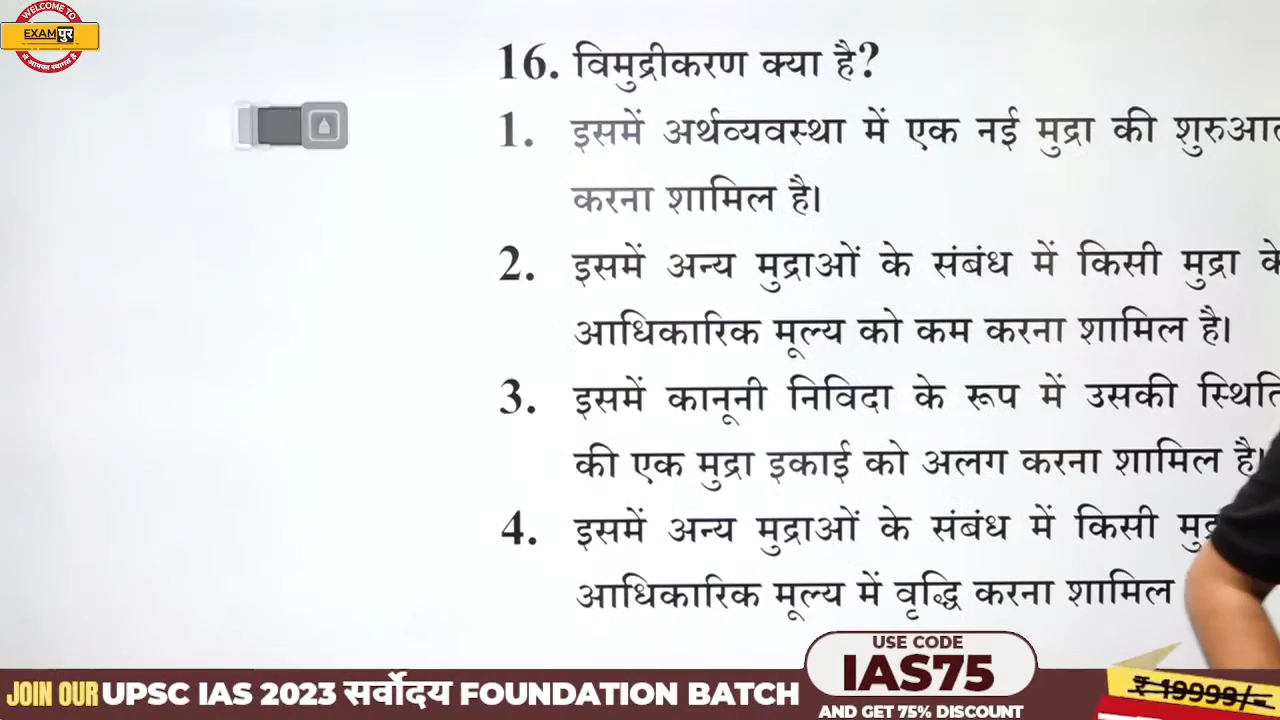 WELCOME TO
EXAMपुर
में आपका स्वागत है
16. विमुद्रीकरण क्या है?
1. इसमें अर्थव्यवस्था में एक नई मुद्रा की शुरुआत
करना शामिल है।
2. इसमें अन्य मुद्राओं के संबंध में किसी मुद्रा के
आधिकारिक मूल्य को कम करना शामिल है।
3. इसमें कानूनी निविदा के रूप में उसकी स्थिति
की एक मुद्रा इकाई को अलग करना शामिल है।
4. इसमें अन्य मुद्राओं के संबंध में किसी
आधिकारिक मूल्य में वृद्धि करना शामिल
JOIN OUR UPSC IAS 2023 सर्वोदय FOUNDATION BATCH
USE CODE
IAS75
AND GET 75% DISCOUNT
₹ 19999/-